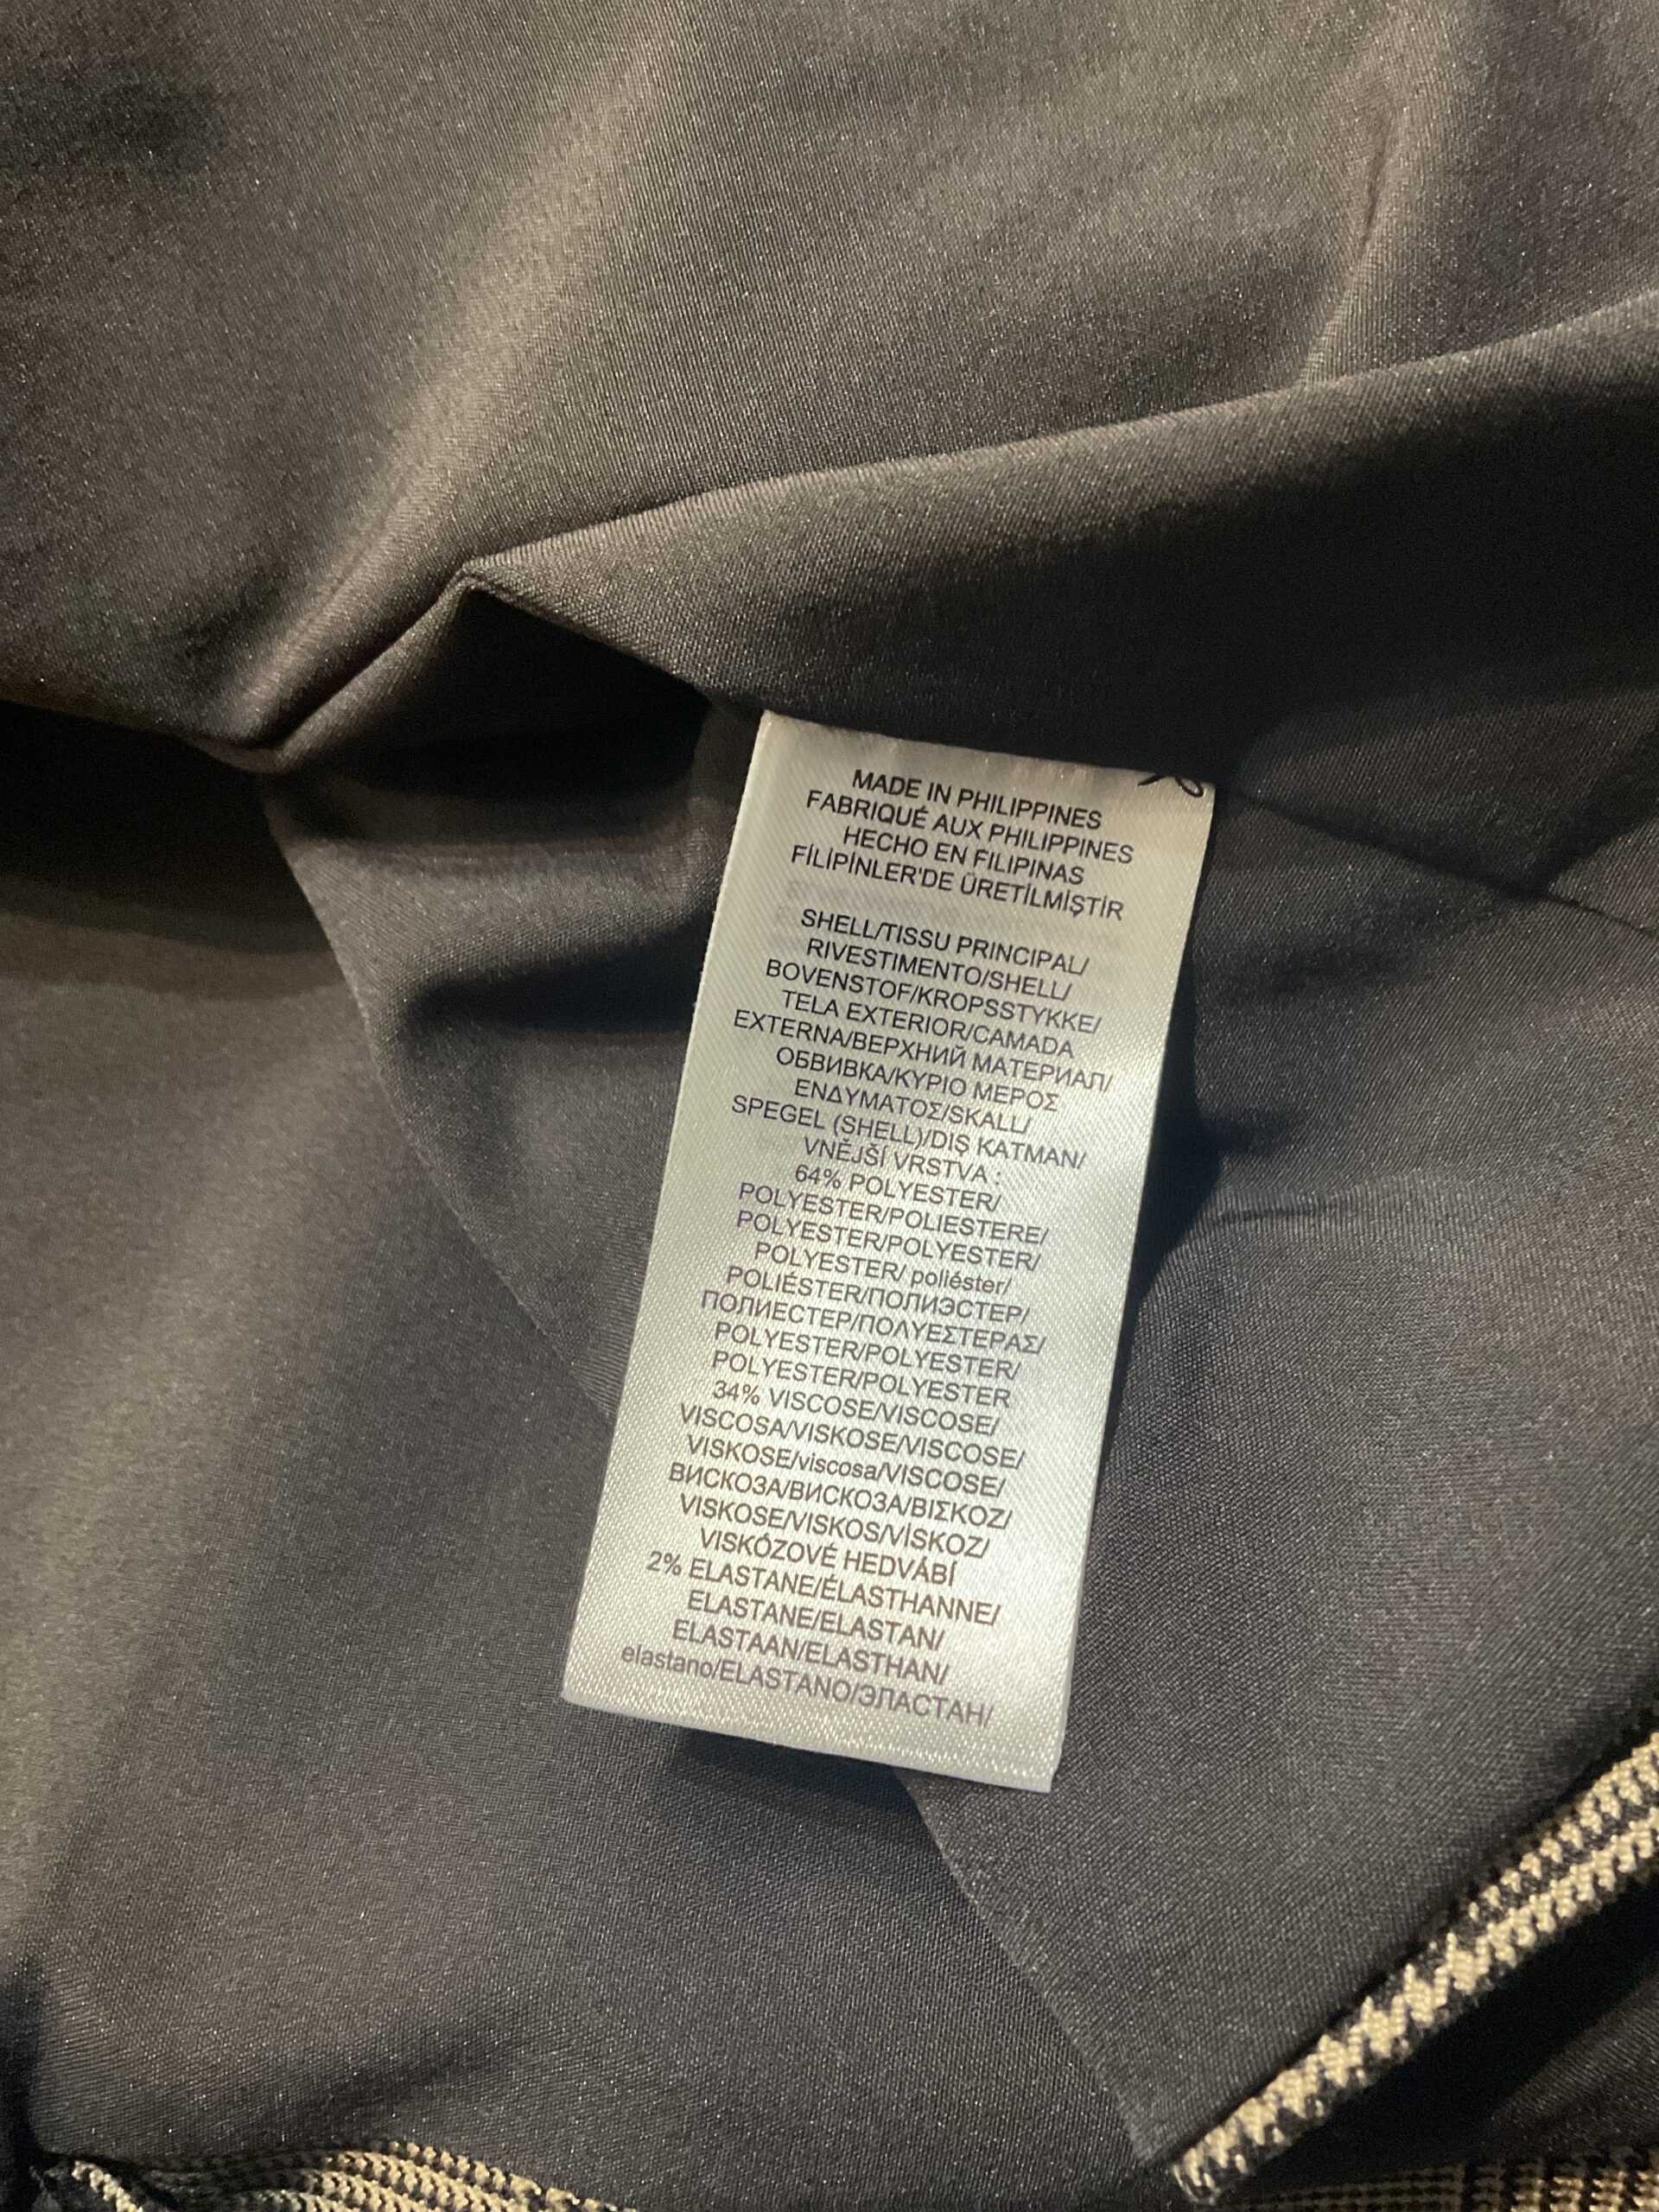 MADE IN PHILIPPINES
FABRIQUÉ AUX PHILIPPINES
HECHO EN FILIPINAS
FİLİPİNLER'DE ÜRETİLMİŞTİR
SHELL/TISSU PRINCIPAL/
RIVESTIMENTO/SHELL/
BOVENSTOF/KROPSSTYKKE/
TELA EXTERIOR/CAMADA
EXTERNA/ВЕРХНИЙ МАТЕРИАЛ/
ОБВИВКА/ΚΥΡΙΟ ΜΕΡΟΣ
ΕΝΔΥΜΑΤΟΣ/SKALL/
SPEGEL (SHELL)/DIŞ KATMAN/
VNĚJŠÍ VRSTVA :
64% POLYESTER/
POLYESTER/POLIESTERE/
POLYESTER/POLYESTER/
POLYESTER/ poliéster/
POLIÉSTER/ПОЛИЭСТЕР/
ПОЛИЕСТЕР/ΠΟΛΥΕΣΤΕΡΑΣ/
POLYESTER/POLYESTER/
POLYESTER/POLYESTER
34% VISCOSE/VISCOSE/
VISCOSA/VISKOSE/VISCOSE/
VISKOSE/viscosa/VISCOSE/
ВИСКОЗА/ВИСКОЗА/ΒΙΣΚΟΖ/
VISKOSE/VISKOS/VİSKOZ/
VISKÓZOVÉ HEDVÁBÍ
2% ELASTANE/ÉLASTHANNE/
ELASTANE/ELASTAN/
ELASTAAN/ELASTHAN/
elastano/ELASTANO/ЭЛАСТАН/